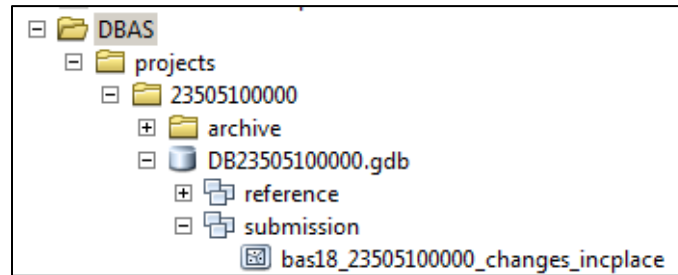 DBAS
projects
23505100000
archive
DB23505100000.gdb
reference
submission
bas18_23505100000_changes_incplace